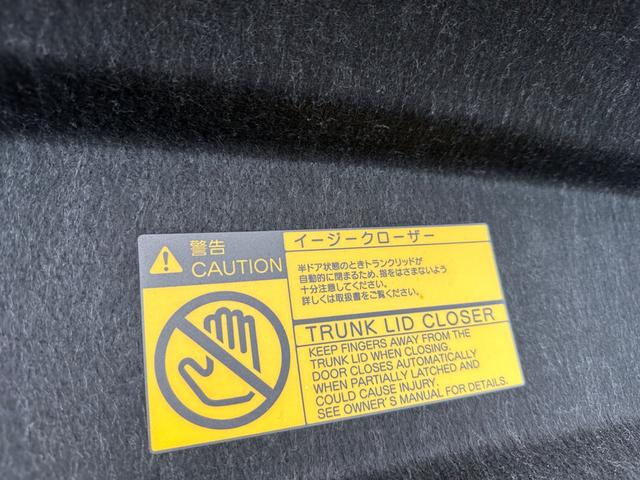 警告
CAUTION
イージークローザー
半ドア状態のときトランクリッドが
自動的に閉まるため、指をはさまないよう
十分注意してください。
詳しくは取扱書をご覧ください。
TRUNK LID CLOSER
KEEP FINGERS AWAY FROM THE
TRUNK LID WHEN CLOSING.
DOOR CLOSES AUTOMATICALLY
WHEN PARTIALLY LATCHED AND
COULD CAUSE INJURY.
SEE OWNER'S MANUAL FOR DETAILS.